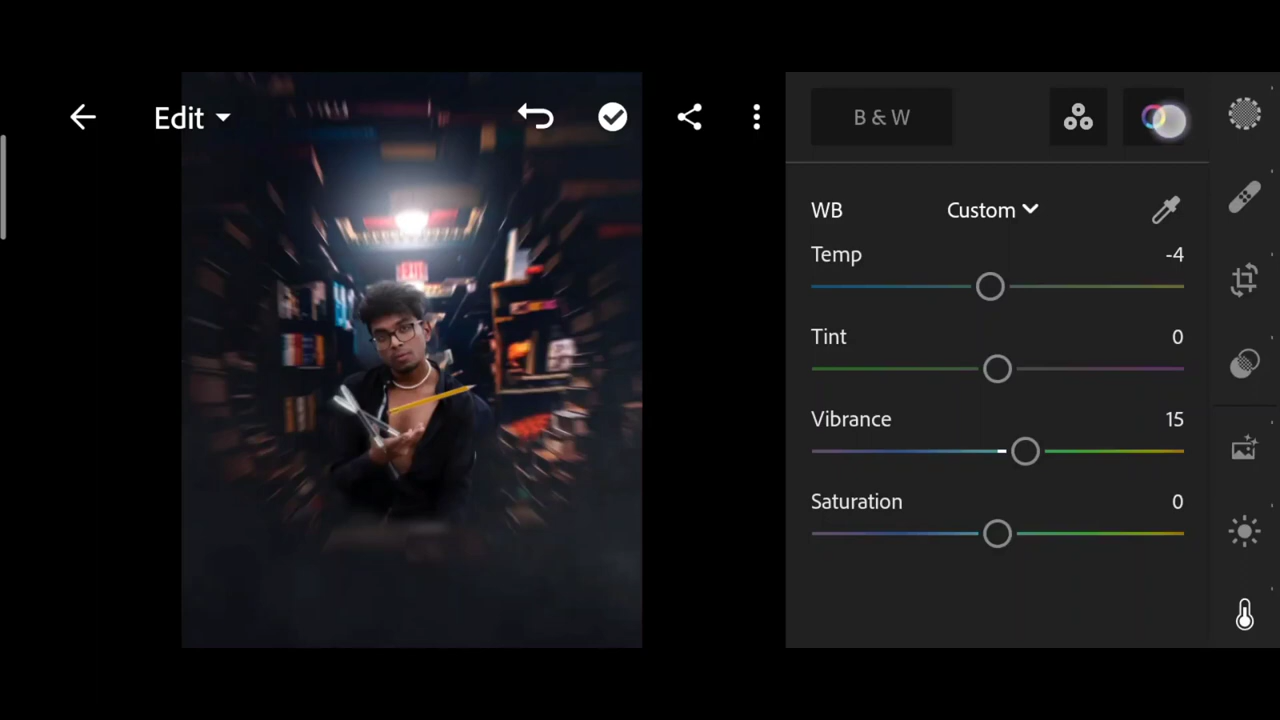 Edit
B & W
WB
Custom
Temp
-4
Tint
0
Vibrance
15
Saturation
0
EXIT